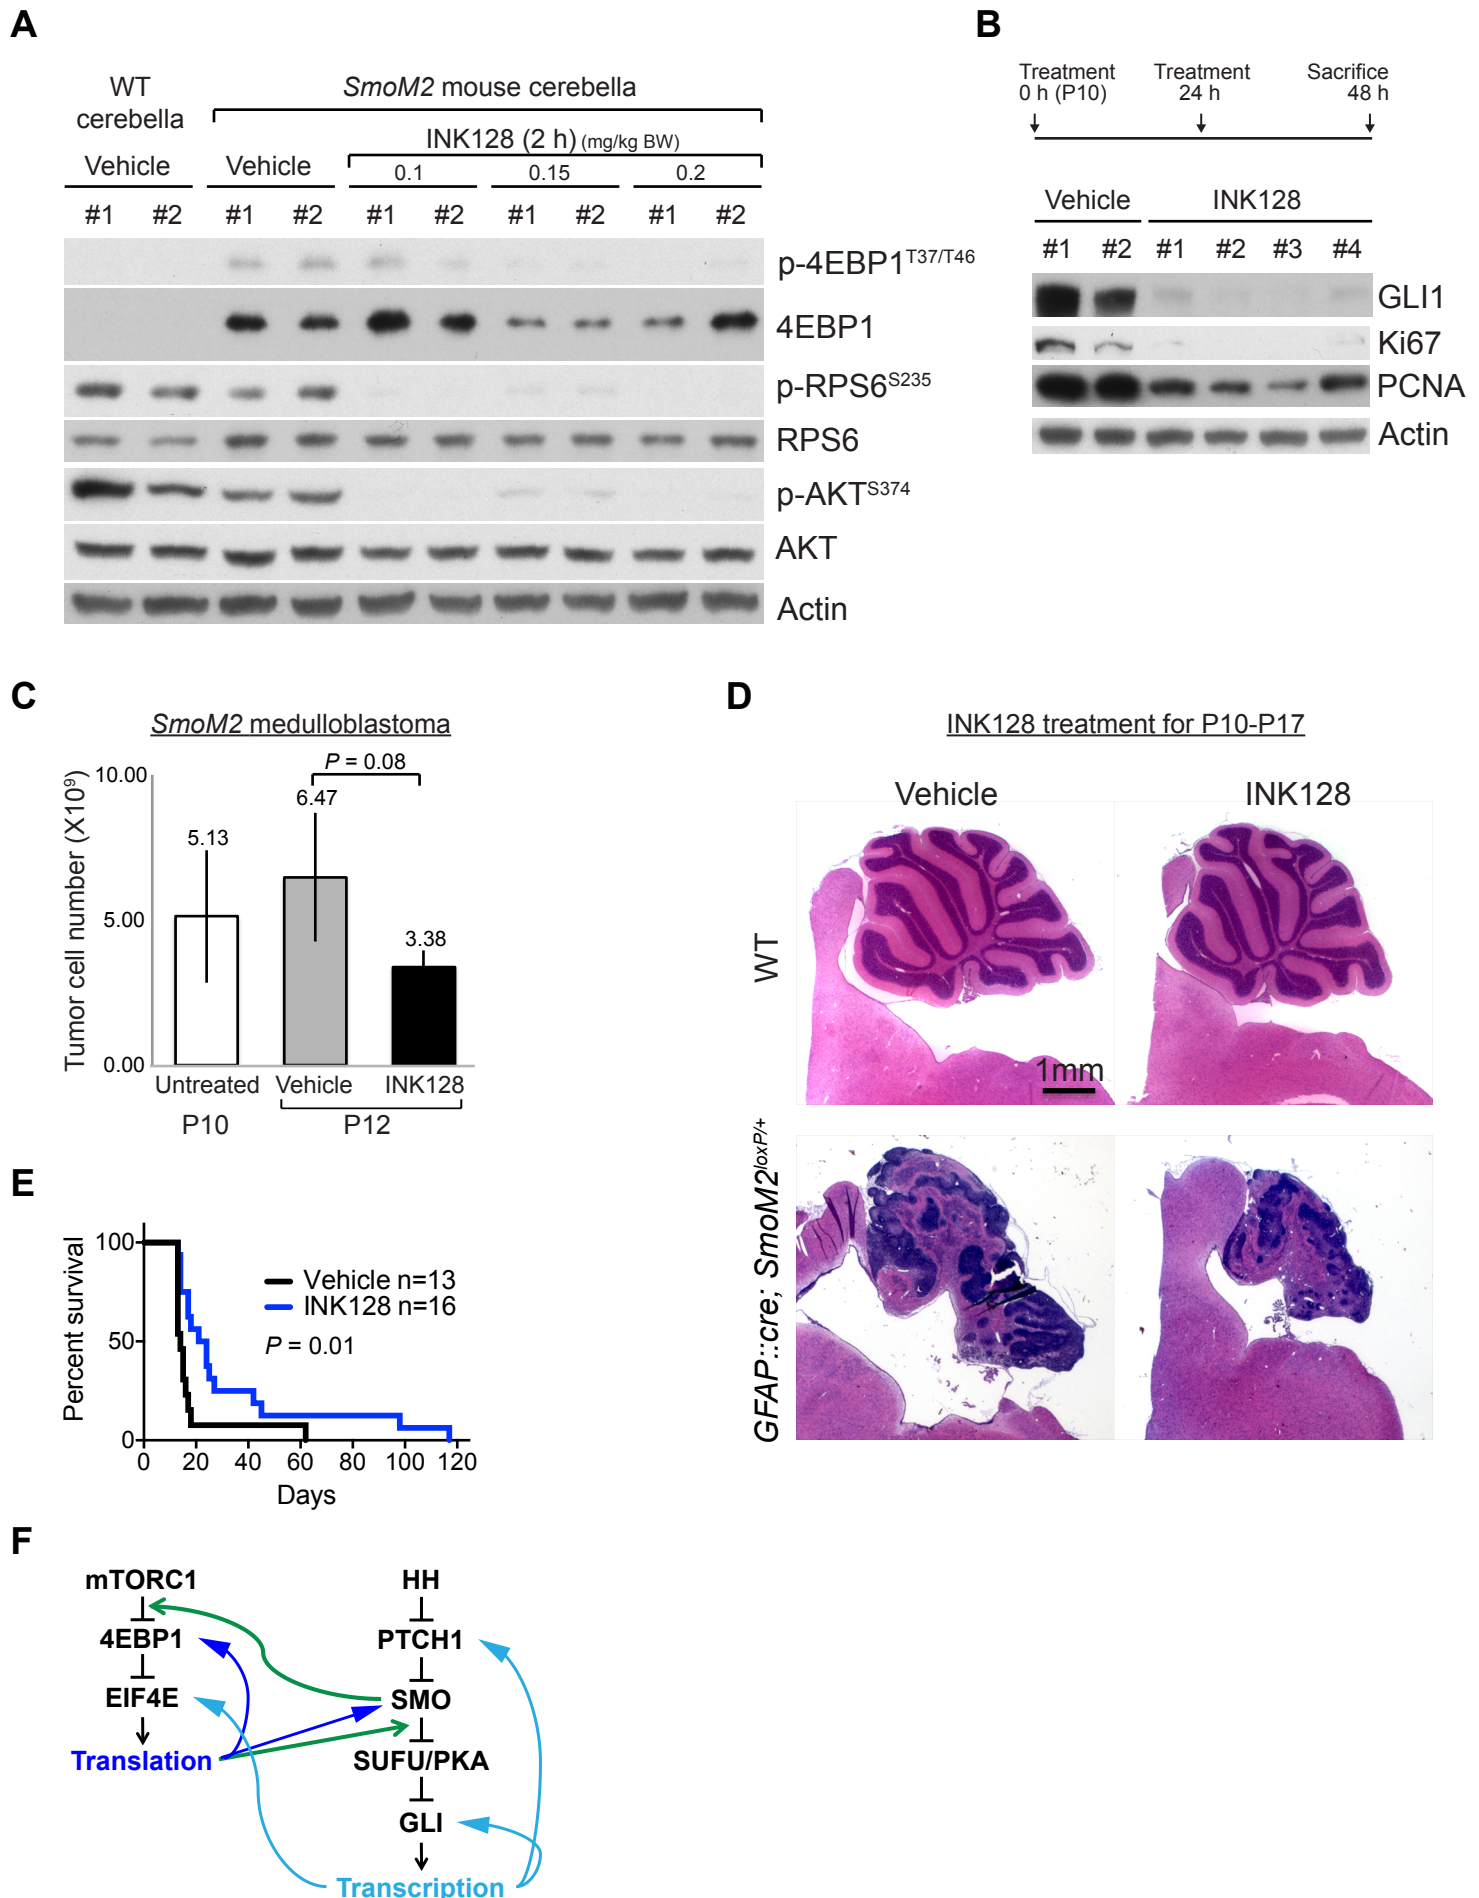 A
WT
cerebella
SmoM2 mouse cerebella
INK128 (2 h) (mg/kg BW)
Vehicle Vehicle 0.1 0.15 0.2
#1 #2 #1 #2 #1 #2 #1 #2 #1 #2
p-4EBP1T37/T46
4EBP1
p-RPS6S235
RPS6
p-AKTS374
AKT
Actin
B
Treatment Treatment Sacrifice
0 h (P10) 24 h 48 h
Vehicle INK128
#1 #2 #1 #2 #3 #4
GLI1
Ki67
PCNA
Actin
C
SmoM2 medulloblastoma
Tumor cell number (X10⁹)
10.00
5.00
0.00
P = 0.08
5.13
6.47
3.38
Untreated Vehicle INK128
P10 P12
D
INK128 treatment for P10-P17
Vehicle INK128
WT
1mm
GFAP::cre; SmoM2loxP/+
E
Percent survival
100
50
0
Vehicle n=13
INK128 n=16
P = 0.01
0 20 40 60 80 100 120
Days
F
mTORC1 HH
4EBP1 PTCH1
EIF4E SMO
Translation SUFU/PKA
GLI
Transcription